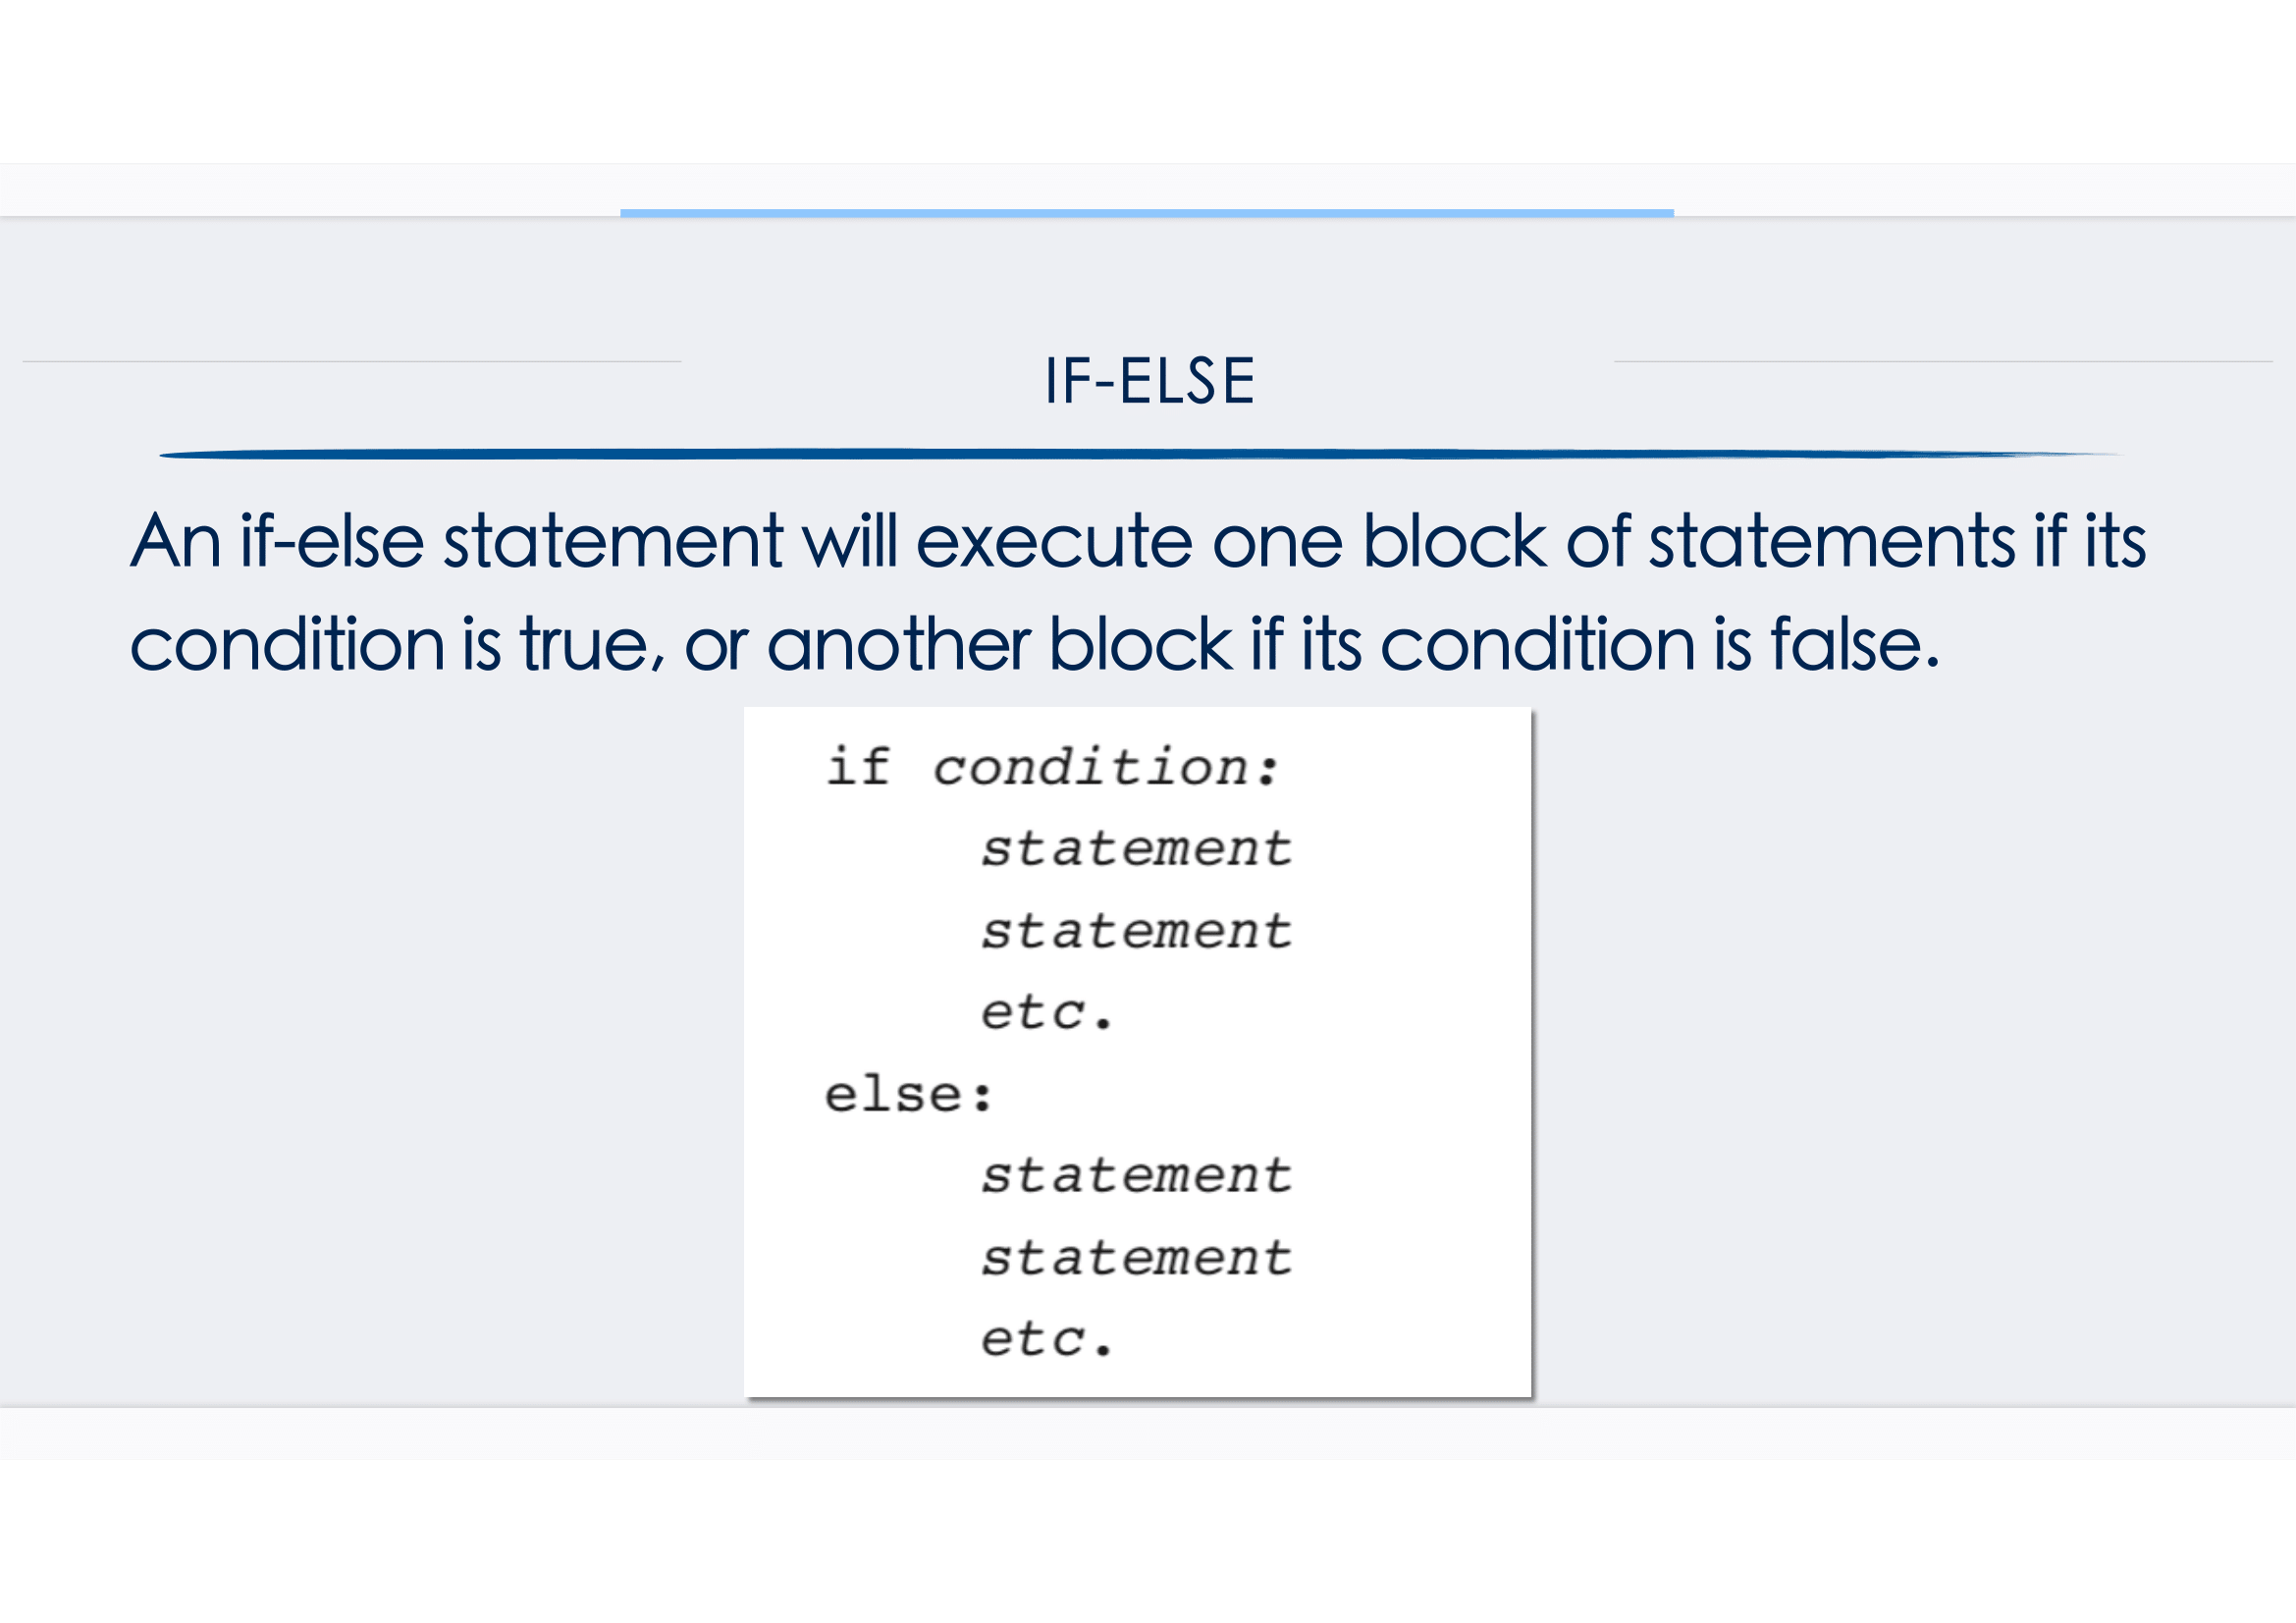 IF-ELSE
An if-else statement will execute one block of statements if its
condition is true, or another block if its condition is false.
if condition:
statement
statement
etc.
else:
statement
statement
etc.